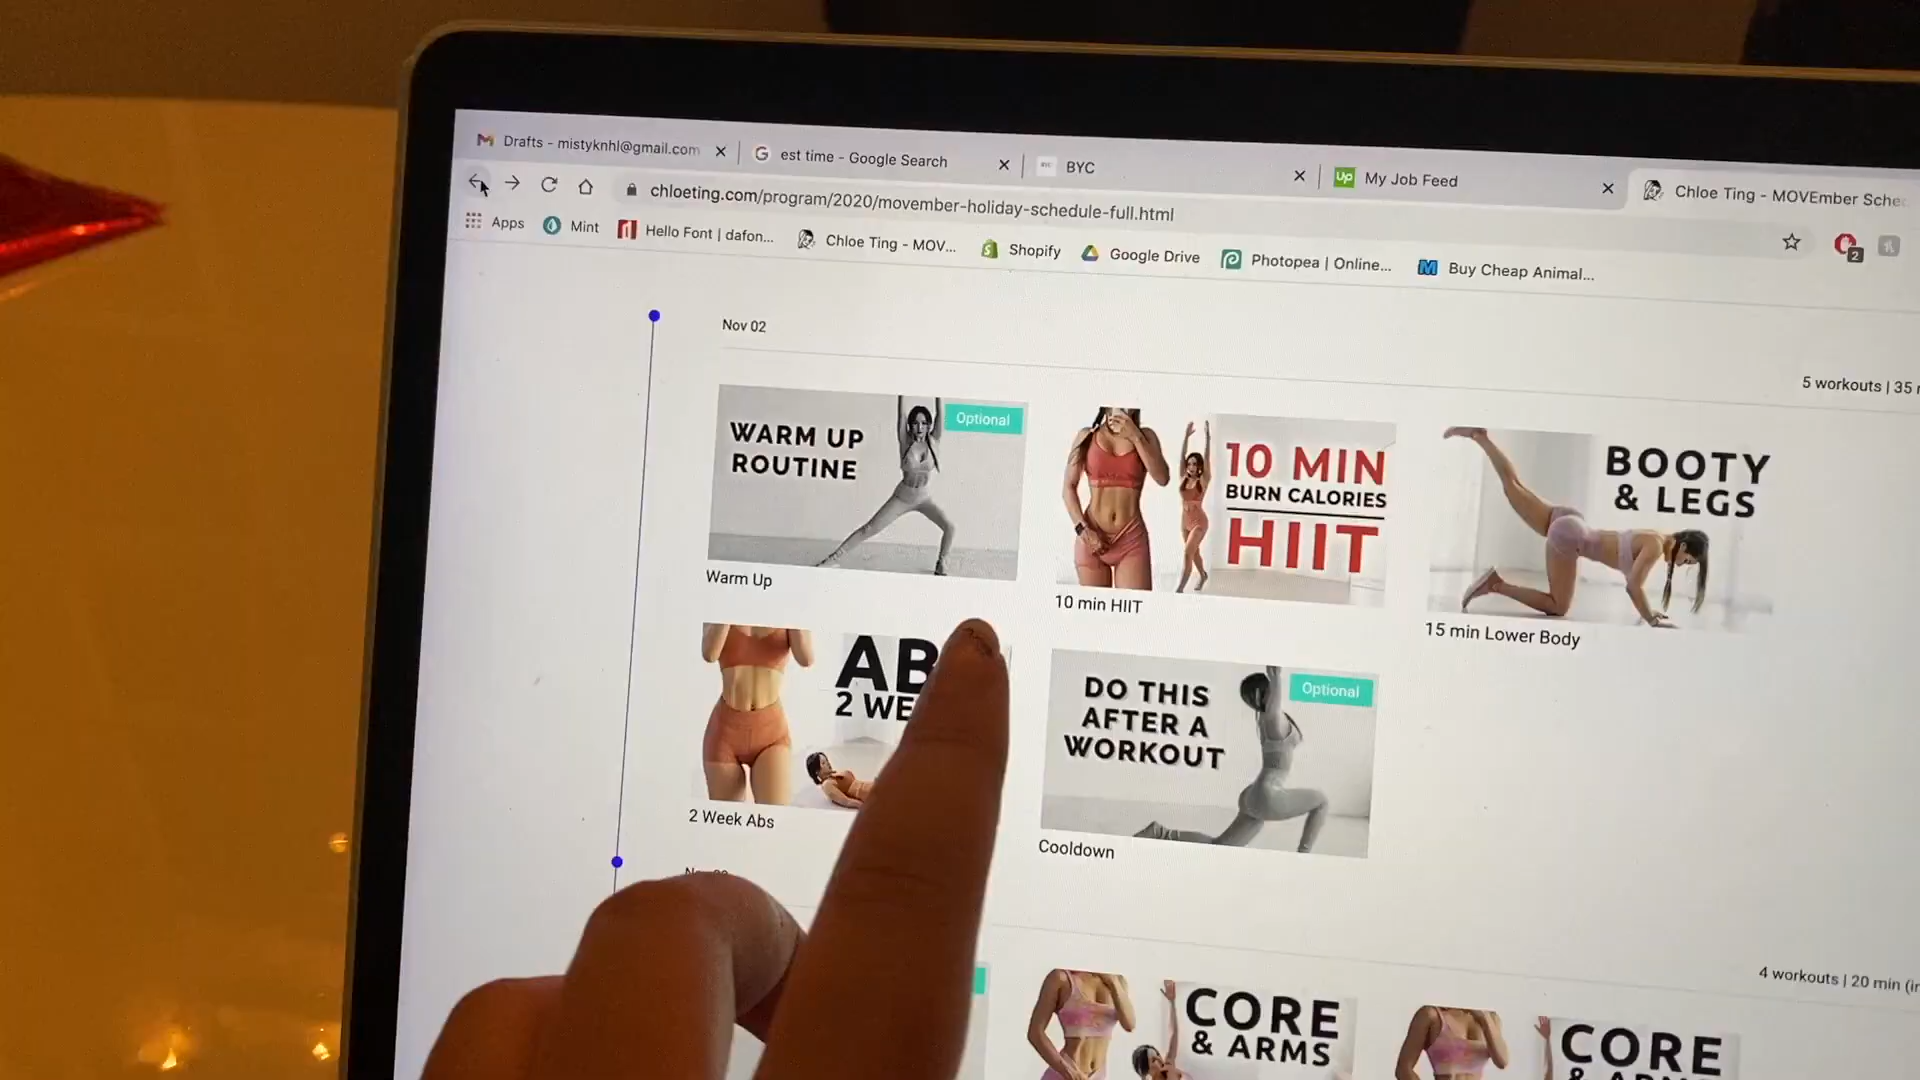 Drafts - mistyknhl@gmail.com
est time - Google Search
BYC
My Job Feed
Chloe Ting - MOVEmber Sche
chloeting.com/program/2020/movember-holiday-schedule-full.html
2
Apps
Mint
Hello Font | dafon...
Chloe Ting - MOV...
Shopify
Google Drive
Photopea | Online...
Buy Cheap Animal...
Nov 02
5 workouts | 35
WARM UP
ROUTINE
Optional
Warm Up
10 MIN
BURN CALORIES
HIIT
10 min HIIT
BOOTY
& LEGS
15 min Lower Body
2 Week Abs
DO THIS
AFTER A
WORKOUT
Optional
Cooldown
4 workouts | 20 min
CORE
& ARMS
CORE